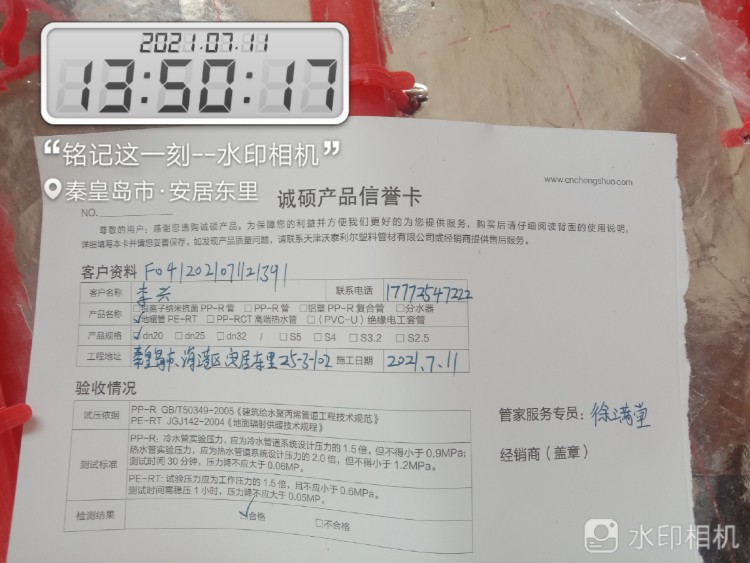 2021.07.11
13:50:17
“铭记这一刻--水印相机”
秦皇岛市·安居东里
www.cnchengshuo.com
诚硕产品信誉卡
NO.
尊敬的用户：感谢您选购诚硕产品。为保障您的利益并方便我们更好的为您提供服务，购买后请仔细阅读背面的使用说明，
详细填写本卡并请您妥善保存。如发现产品质量问题，请联系天津沃泰利尔塑料管材有限公司或经销商提供售后服务。
客户资料 F0412021071121391
客户名称 李兴 联系电话 17773547222
产品名称 □银离子纳米抗菌PP-R管 □PP-R管 □铝塑PP-R复合管 □分水器
☑地暖管PE-RT □PP-RCT高端热水管 □(PVC-U)绝缘电工套管
产品规格 ☑dn20 □dn25 □dn32 / □S5 □S4 □S3.2 □S2.5
工程地址 秦皇岛市海港区安居东里25-3-102 施工日期 2021.7.11
验收情况
试压依据 PP-R GB/T50349-2005《建筑给水聚丙烯管道工程技术规范》
PE-RT JGJ142-2004《地面辐射供暖技术规程》
测试标准 PP-R：冷水管实验压力，应为冷水管道系统设计压力的1.5倍，但不得小于0.9MPa；
热水管实验压力，应为热水管道系统设计压力的2.0倍，但不得小于1.2MPa。
测试时间30分钟，压力降不应大于0.06MP。
PE-RT：试验压力应为工作压力的1.5倍，且不应小于0.6MPa。
测试时间需稳压1小时，压力降不应大于0.05MP。
检测结果 ☑合格 □不合格
管家服务专员：徐满堂
经销商（盖章）
水印相机